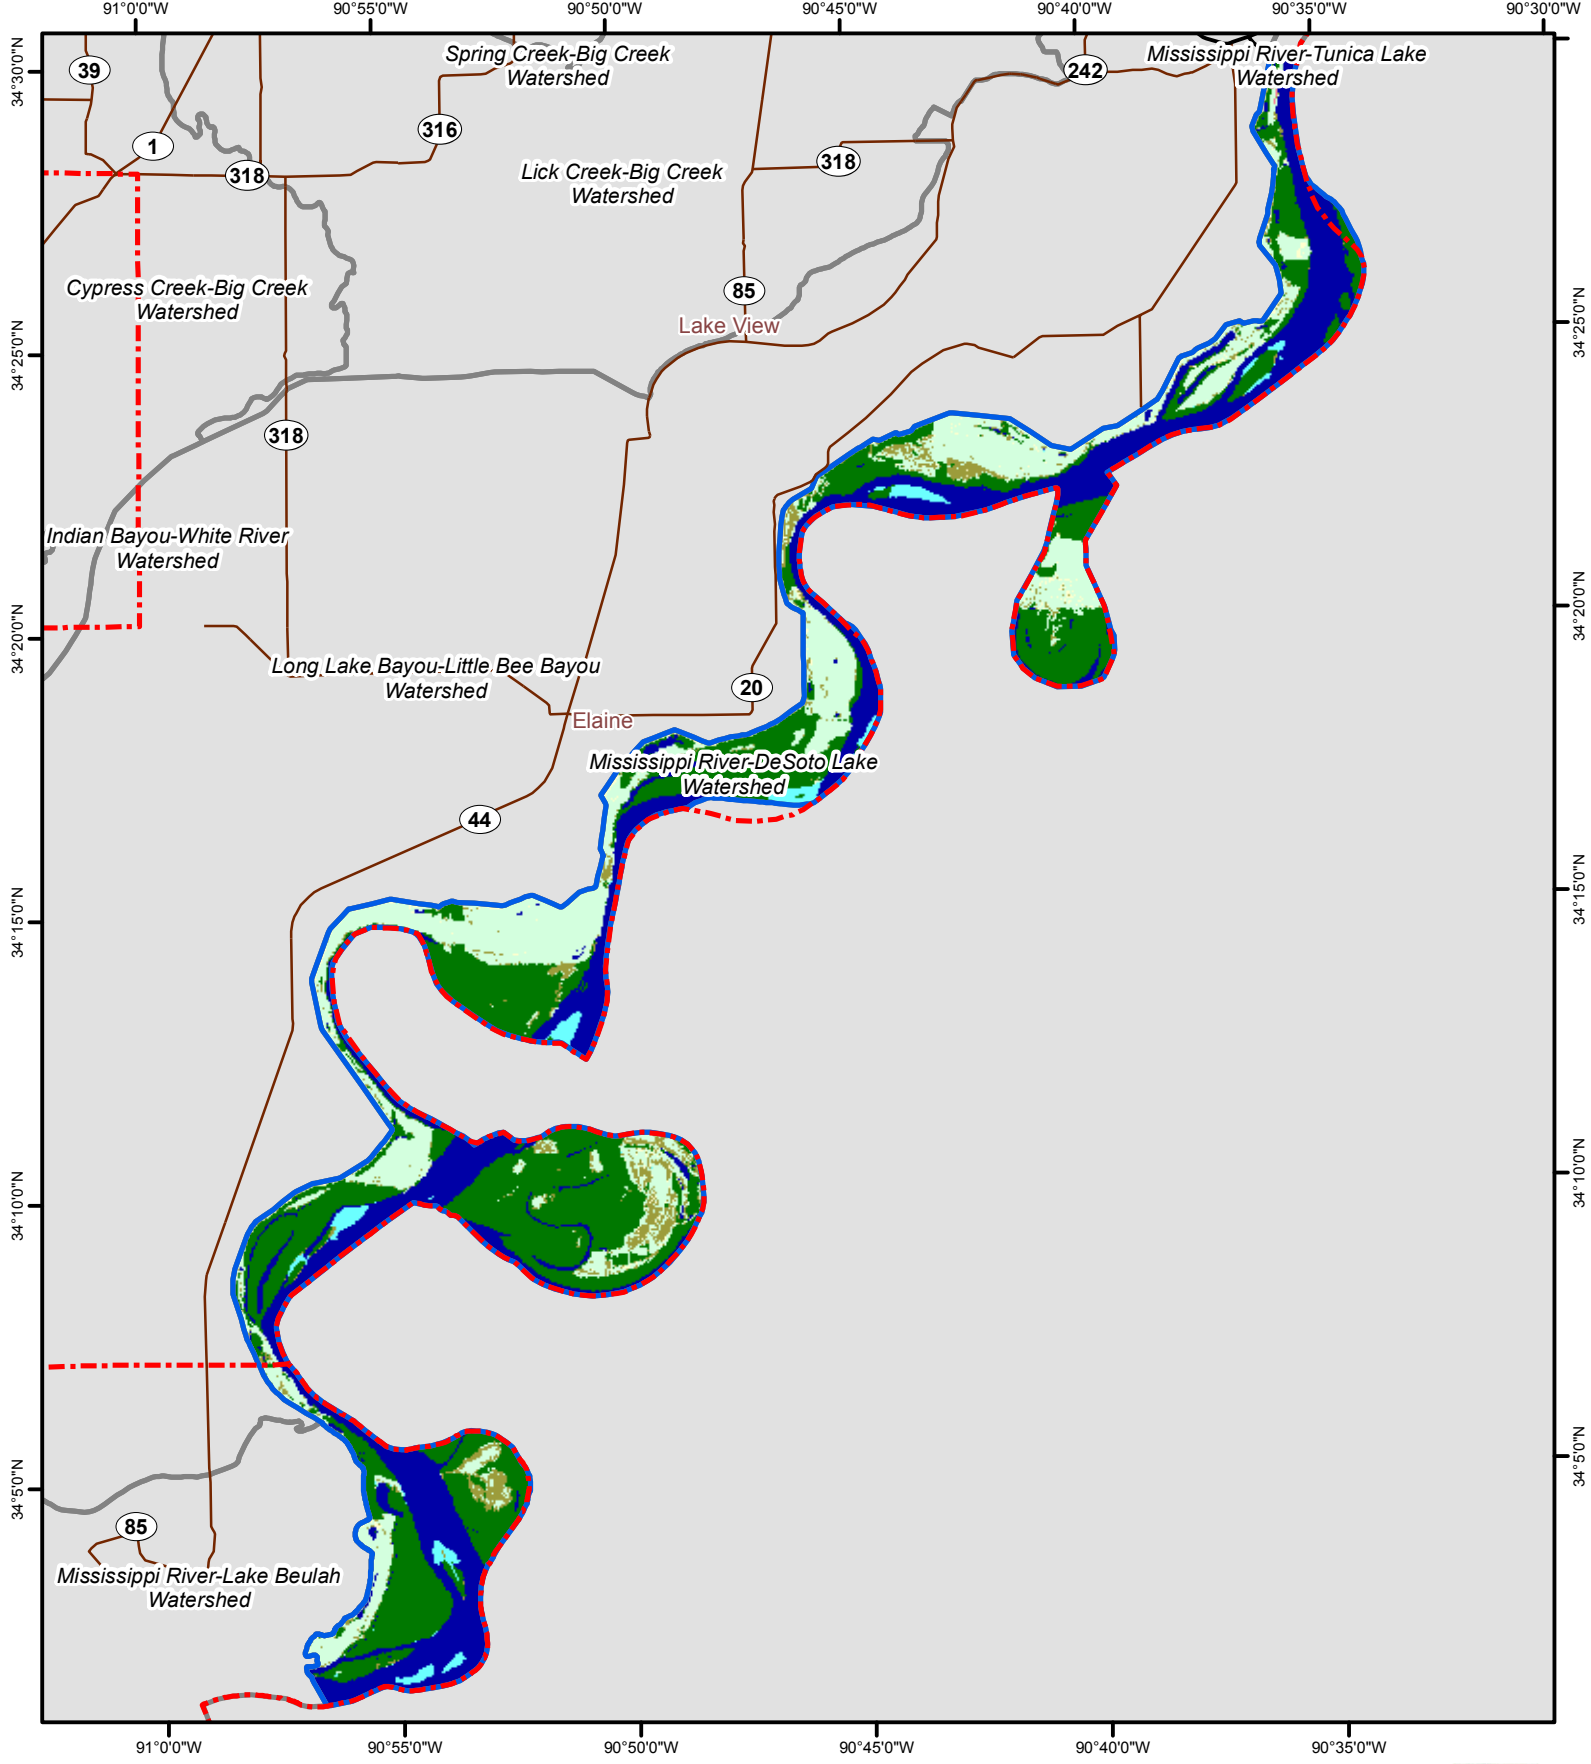 91°0'0"W 90°55'0"W 90°50'0"W 90°45'0"W 90°40'0"W 90°35'0"W 90°30'0"W
Spring Creek-Big Creek
Watershed
Mississippi River-Tunica Lake
Watershed
34°30'0"N
39
242
316
1
318
318
Lick Creek-Big Creek
Watershed
Cypress Creek-Big Creek
Watershed
85
Lake View
34°25'0"N
34°25'0"N
318
Indian Bayou-White River
Watershed
34°20'0"N
34°20'0"N
Long Lake Bayou-Little Bee Bayou
Watershed
20
Elaine
Mississippi River-DeSoto Lake
Watershed
44
34°15'0"N
34°15'0"N
34°10'0"N
34°10'0"N
34°5'0"N
34°5'0"N
85
Mississippi River-Lake Beulah
Watershed
91°0'0"W 90°55'0"W 90°50'0"W 90°45'0"W 90°40'0"W 90°35'0"W